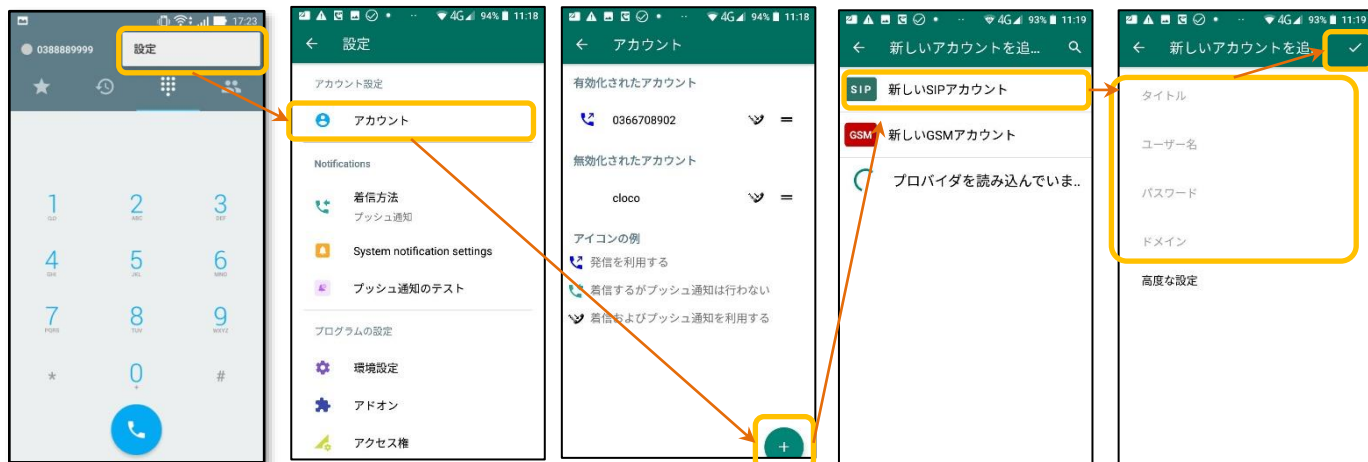 17:23
0388889999
設定
1
2
ABC
3
DEF
4
GHI
5
JKL
6
MNO
7
PQRS
8
TUV
9
WXYZ
*
0
+
#
4G 94% 11:18
設定
アカウント設定
アカウント
Notifications
着信方法
プッシュ通知
System notification settings
プッシュ通知のテスト
プログラムの設定
環境設定
アドオン
アクセス権
4G 94% 11:18
アカウント
有効化されたアカウント
0366708902
無効化されたアカウント
cloco
アイコンの例
発信を利用する
着信するがプッシュ通知は行わない
着信およびプッシュ通知を利用する
+
4G 93% 11:19
新しいアカウントを追...
SIP 新しいSIPアカウント
GSM 新しいGSMアカウント
プロバイダを読み込んでいま..
4G 93% 11:19
新しいアカウントを追
タイトル
ユーザー名
パスワード
ドメイン
高度な設定